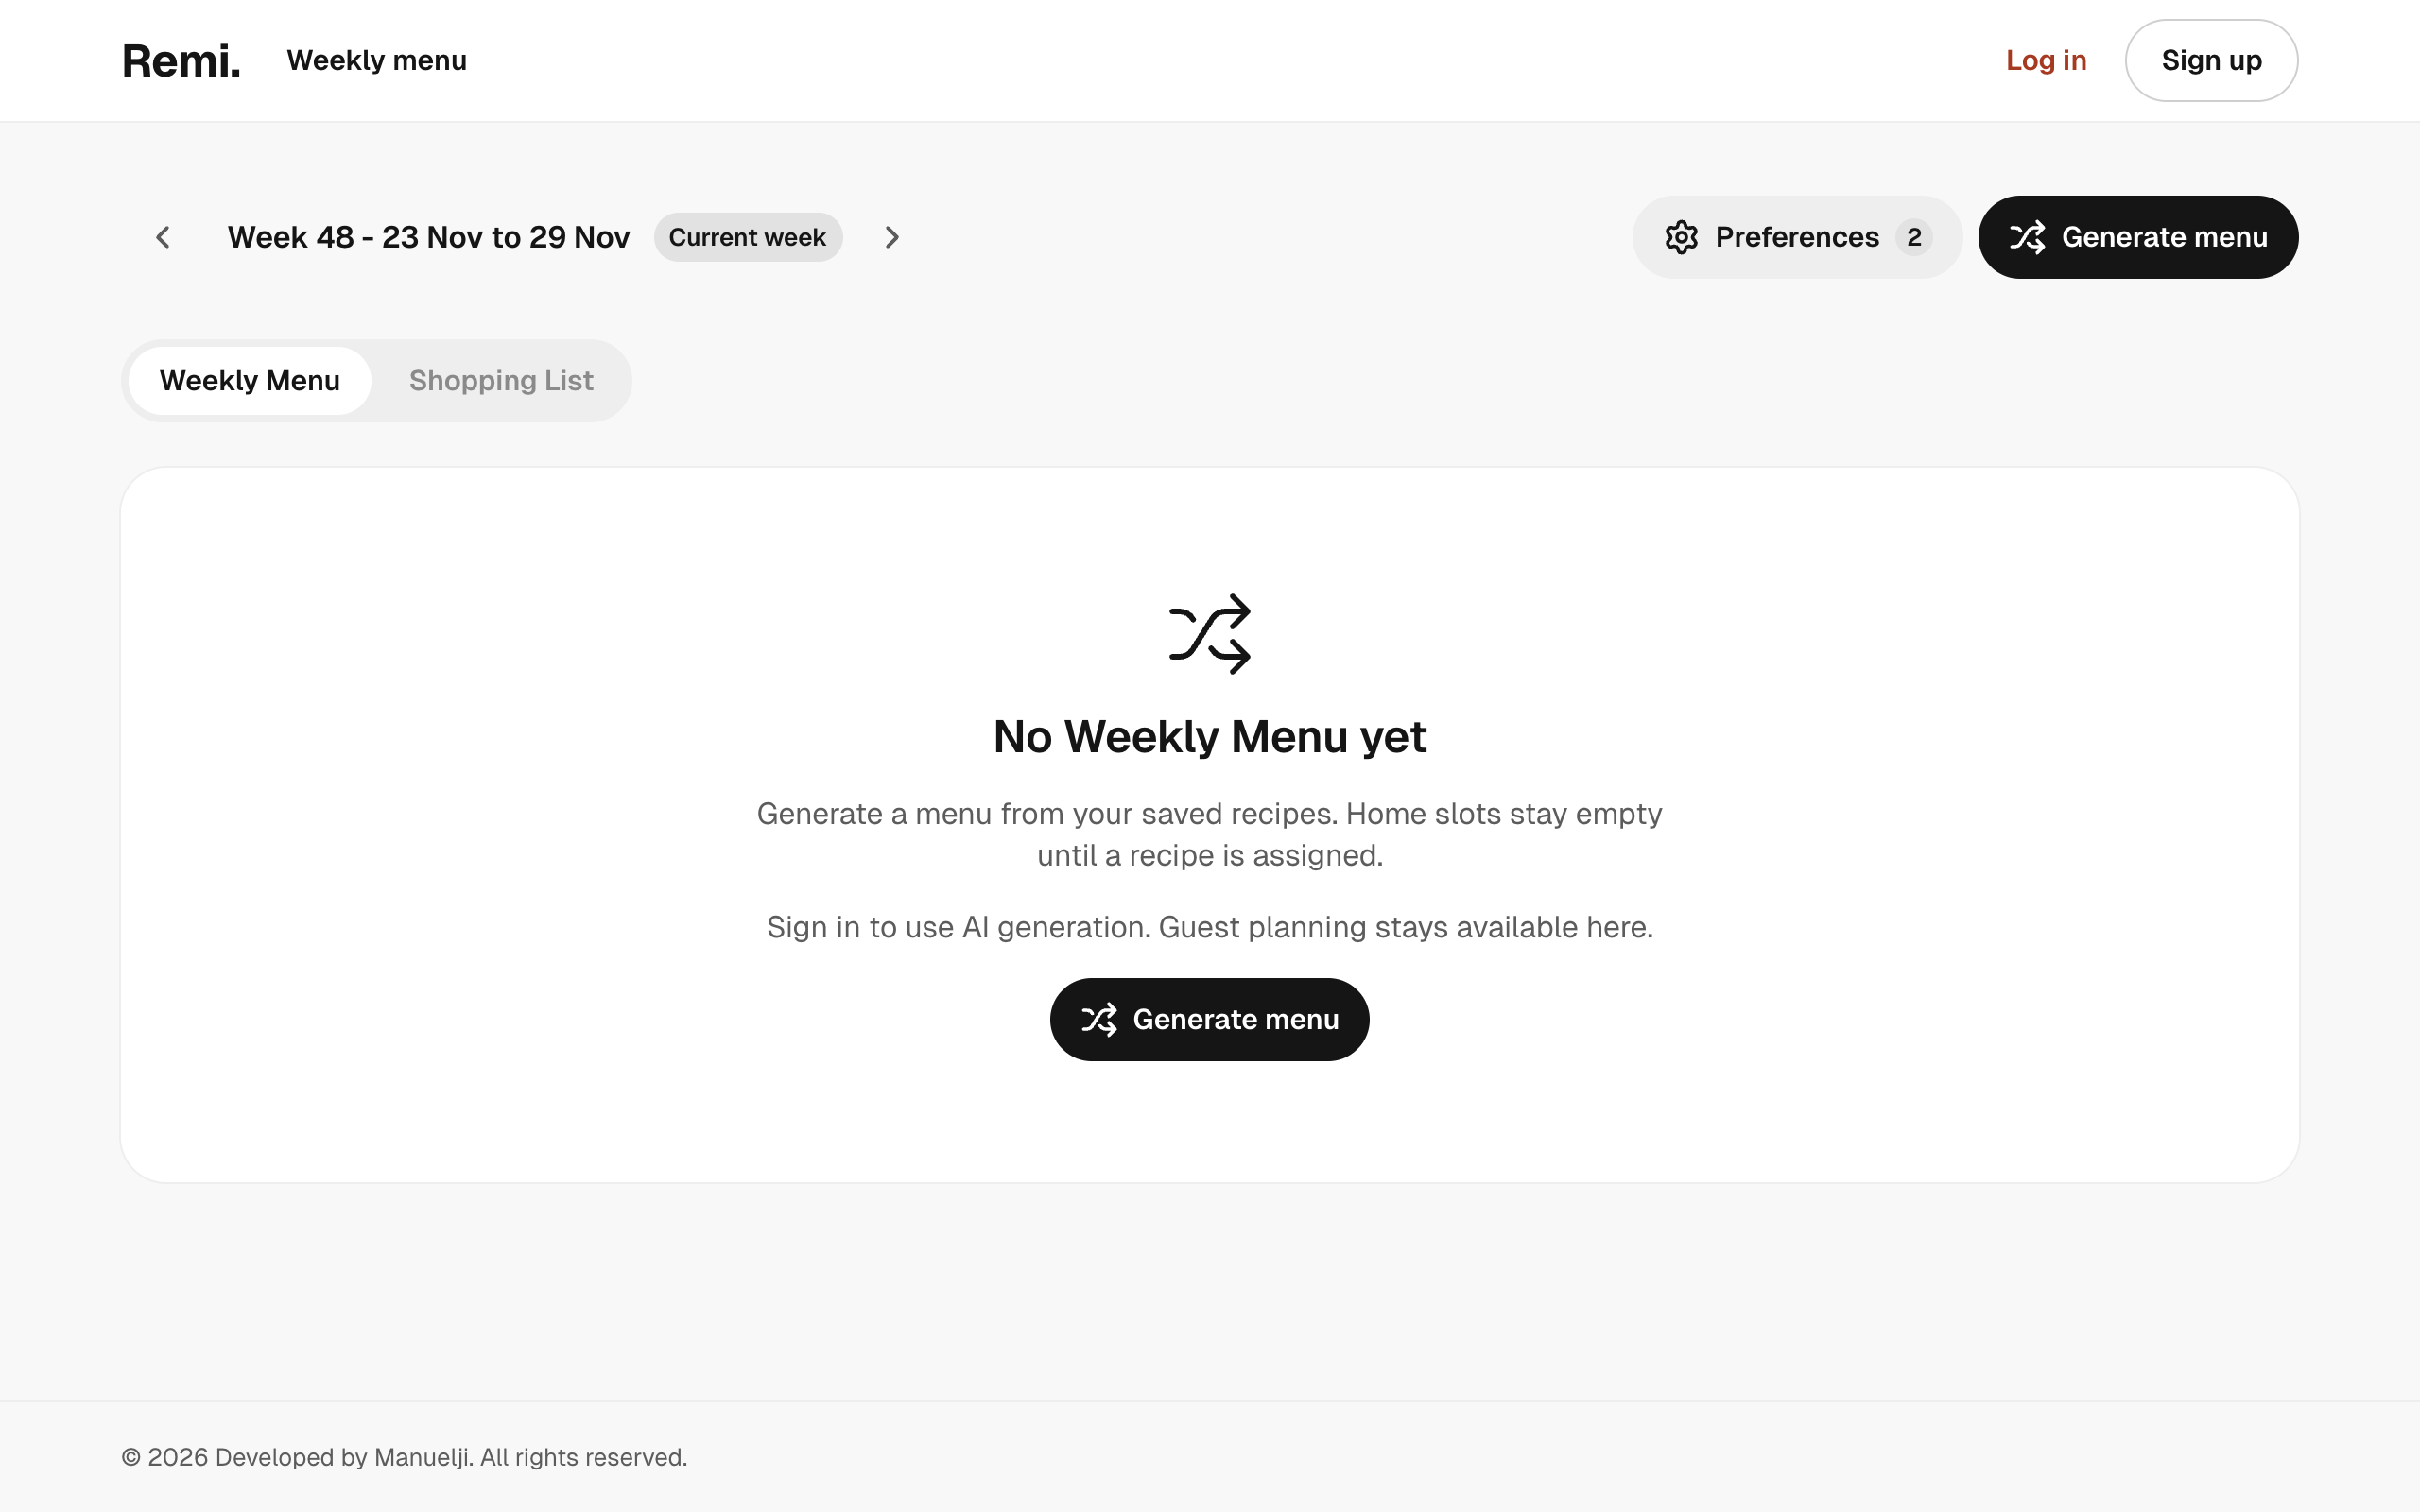 Remi.
Weekly menu
Log in
Sign up
Week 48 - 23 Nov to 29 Nov
Current week
Preferences 2
Generate menu
Weekly Menu
Shopping List
No Weekly Menu yet
Generate a menu from your saved recipes. Home slots stay empty
until a recipe is assigned.
Sign in to use AI generation. Guest planning stays available here.
Generate menu
© 2026 Developed by Manuelji. All rights reserved.